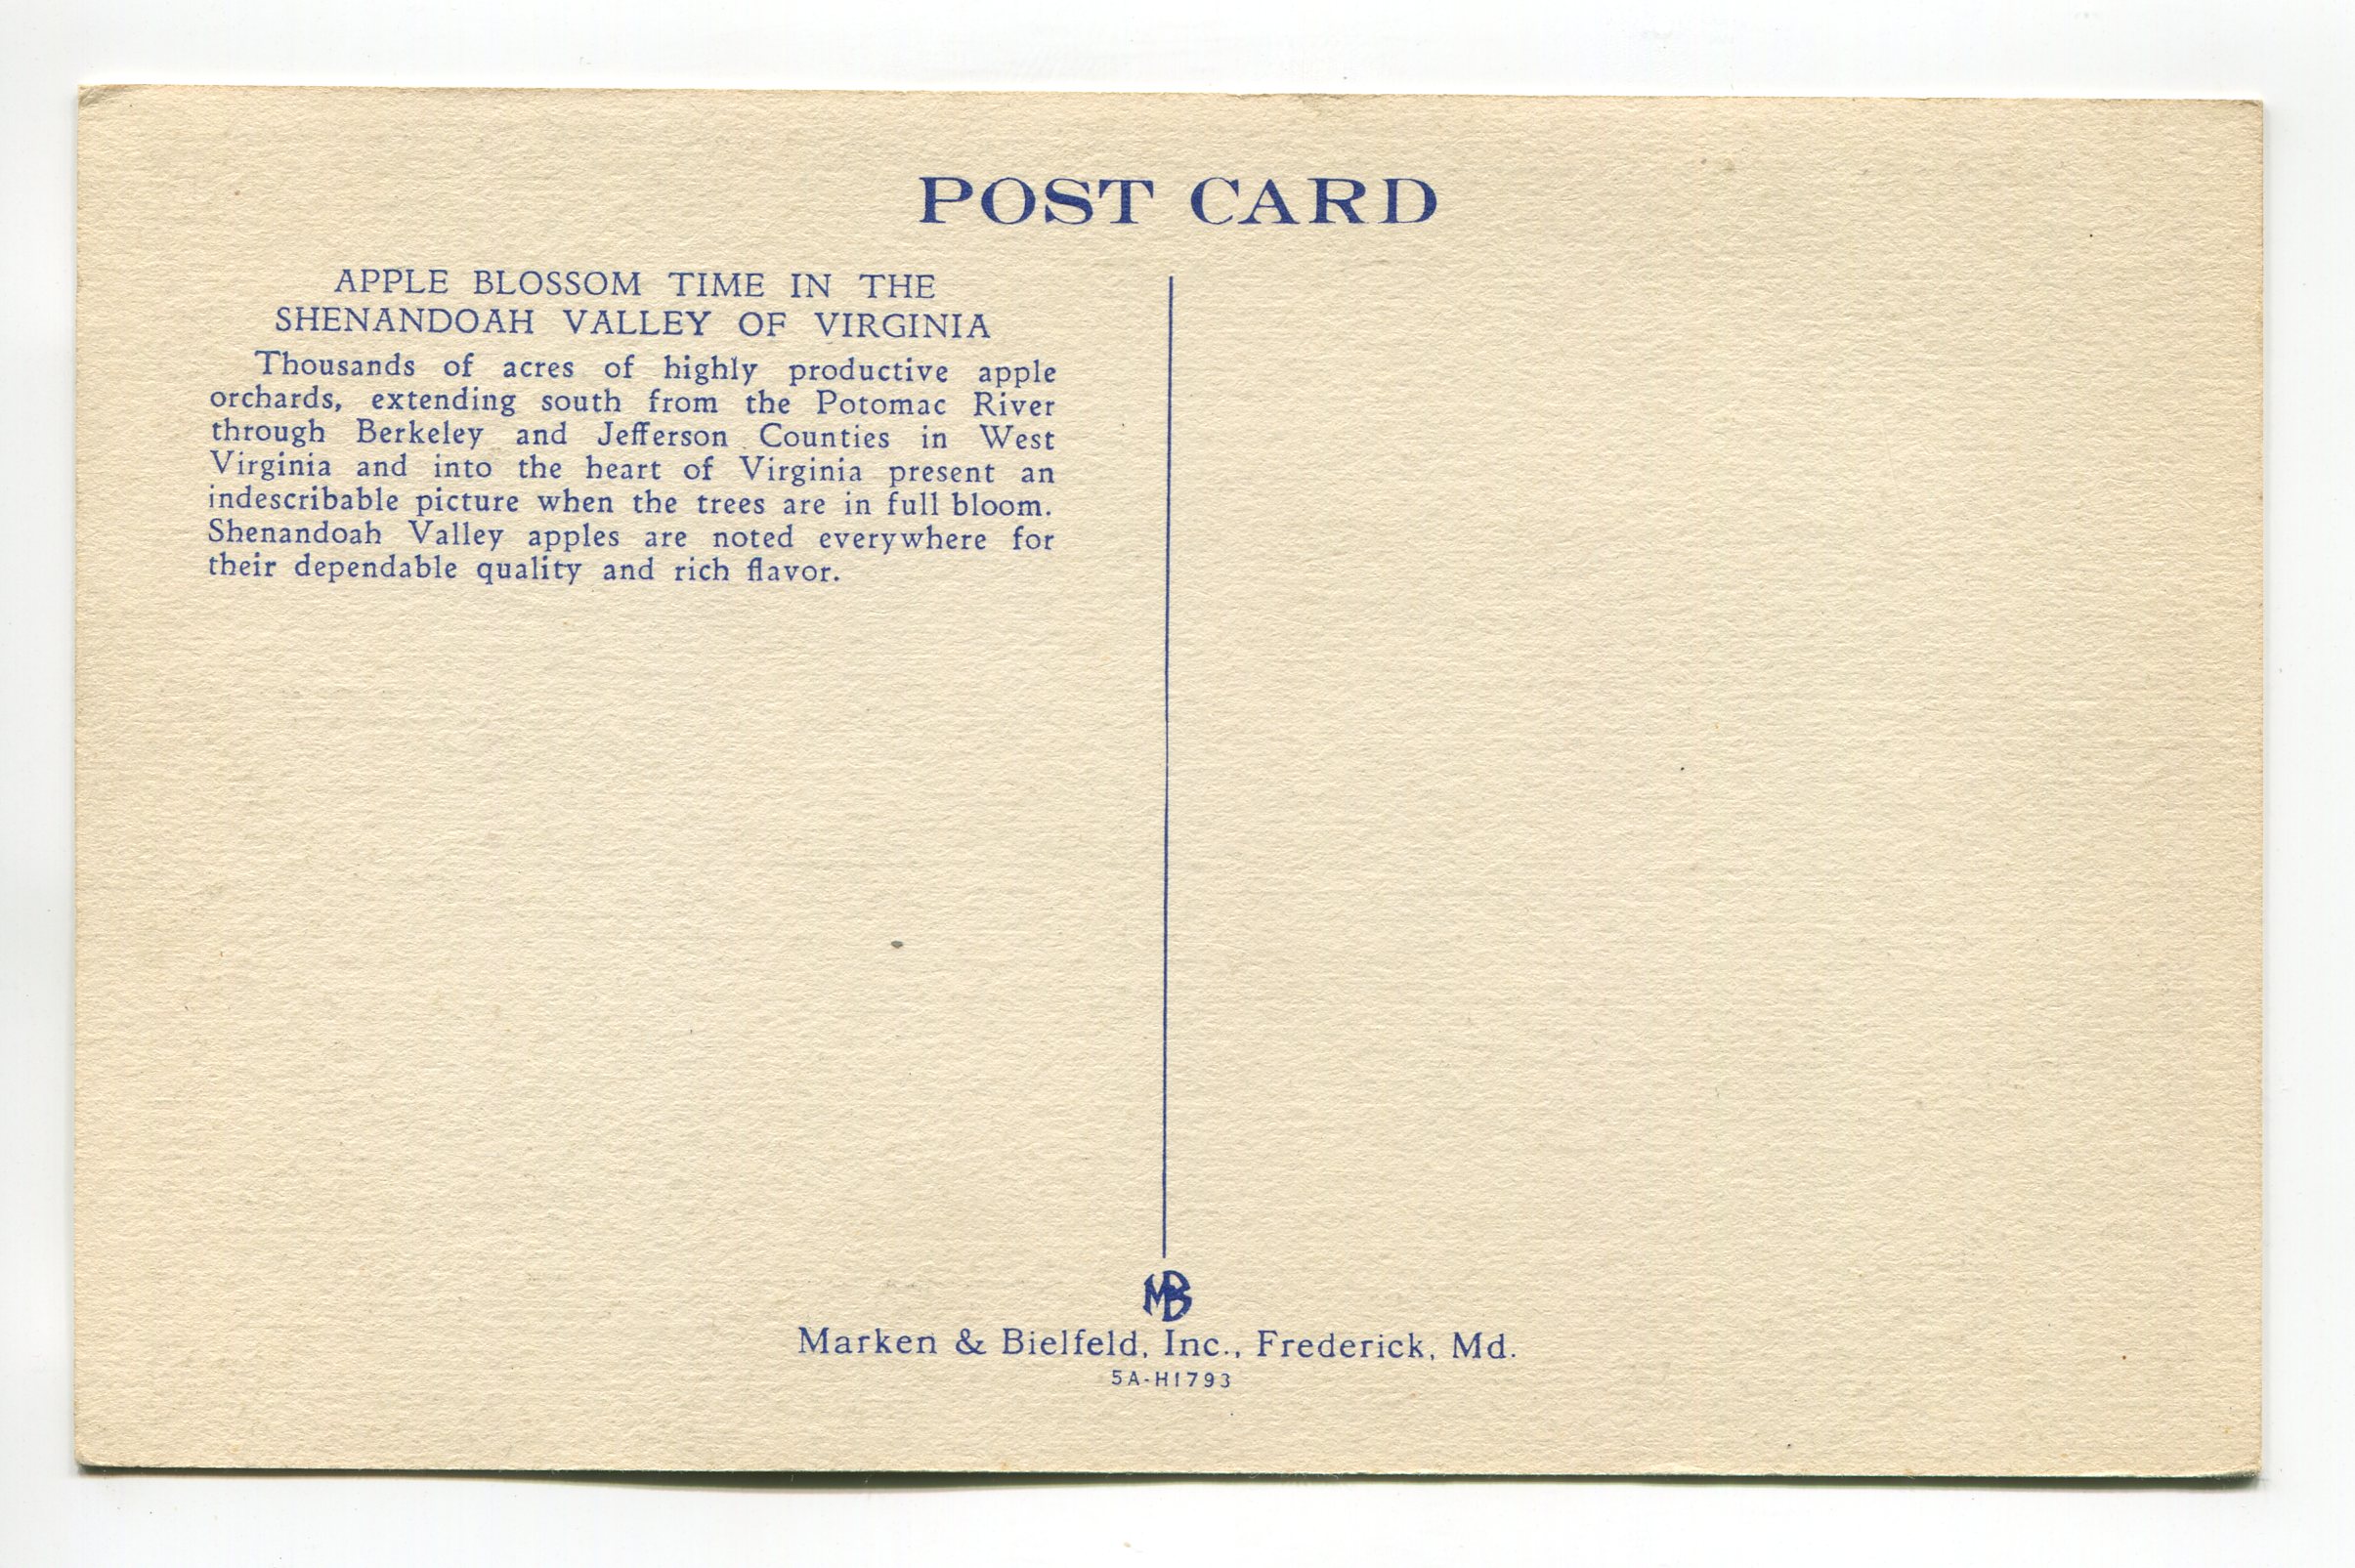 POST CARD
APPLE BLOSSOM TIME IN THE
SHENANDOAH VALLEY OF VIRGINIA
Thousands of acres of highly productive apple
orchards, extending south from the Potomac River
through Berkeley and Jefferson Counties in West
Virginia and into the heart of Virginia present an
indescribable picture when the trees are in full bloom.
Shenandoah Valley apples are noted everywhere for
their dependable quality and rich flavor.
MB
Marken & Bielfeld, Inc., Frederick, Md.
5A-H1793